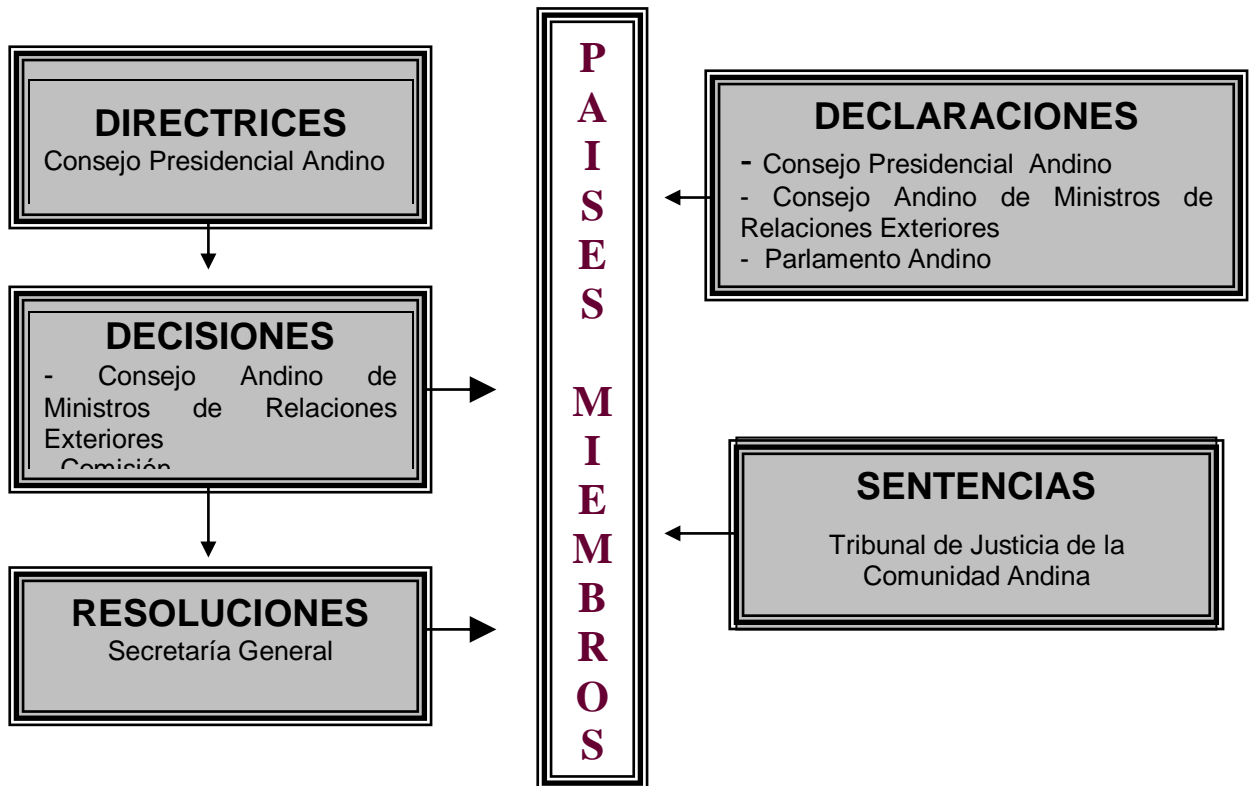 DIRECTRICES
Consejo Presidencial Andino
DECISIONES
- Consejo Andino de
Ministros de Relaciones
Exteriores
- Comisión
RESOLUCIONES
Secretaría General
P
A
I
S
E
S
M
I
E
M
B
R
O
S
DECLARACIONES
- Consejo Presidencial Andino
- Consejo Andino de Ministros de
Relaciones Exteriores
- Parlamento Andino
SENTENCIAS
Tribunal de Justicia de la
Comunidad Andina